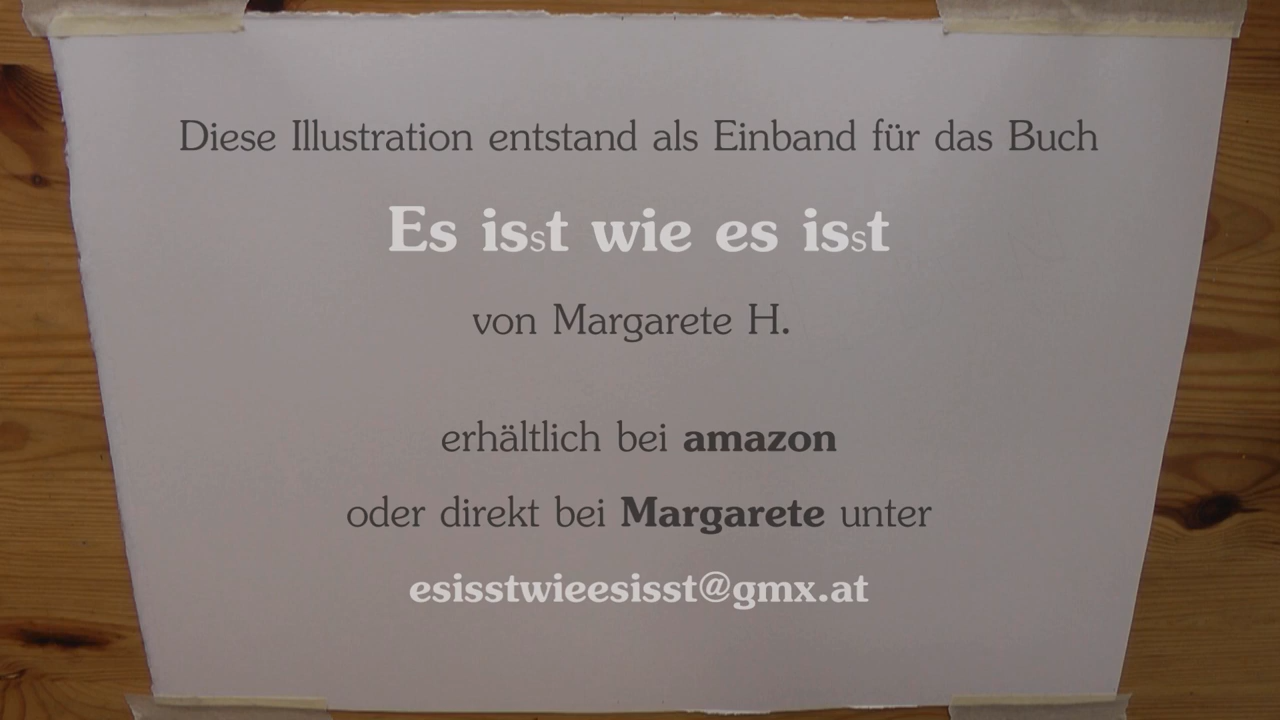 Diese Illustration entstand als Einband für das Buch
Es isst wie es isst
von Margarete H.
erhältlich bei amazon
oder direkt bei Margarete unter
esisstwieesisst@gmx.at